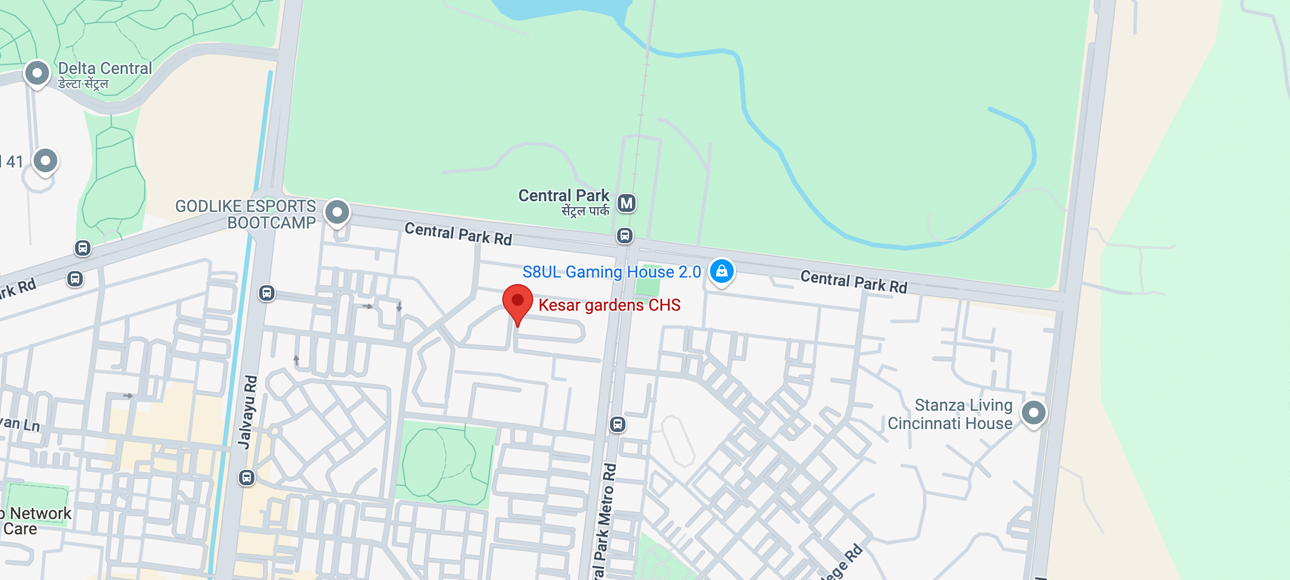 Delta Central
डेल्टा सेंट्रल
41
GODLIKE ESPORTS
BOOTCAMP
Central Park
सेंट्रल पार्क
M
Central Park Rd
S8UL Gaming House 2.0
Central Park Rd
rk Rd
Kesar gardens CHS
Jalvayu Rd
Stanza Living
Cincinnati House
van Ln
ral Park Metro Rd
Network
Care
lege Rd